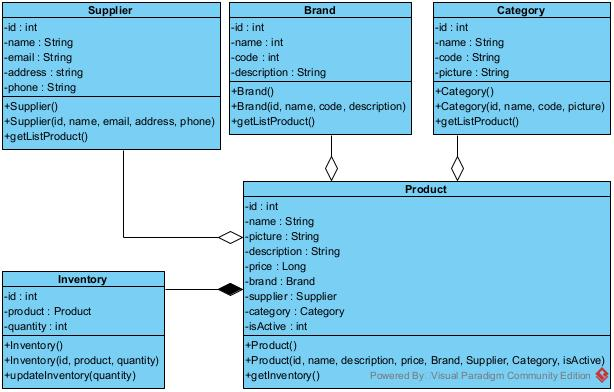 Supplier
-id : int
-name : String
-email : String
-address : string
-phone : String
+Supplier()
+Supplier(id, name, email, address, phone)
+getListProduct()
Brand
-id : int
-name : int
-code : int
-description : String
+Brand()
+Brand(id, name, code, description)
+getListProduct()
Category
-id : int
-name : String
-code : String
-picture : String
+Category()
+Category(id, name, code, picture)
+getListProduct()
Product
-id : int
-name : String
-picture : String
-description : String
-price : Long
-brand : Brand
-supplier : Supplier
-category : Category
-isActive : int
+Product()
+Product(id, name, description, price, Brand, Supplier, Category, isActive)
+getInventory()
Inventory
-id : int
-product : Product
-quantity : int
+Inventory()
+Inventory(id, product, quantity)
+updateInventory(quantity)
Powered By: Visual Paradigm Community Edition